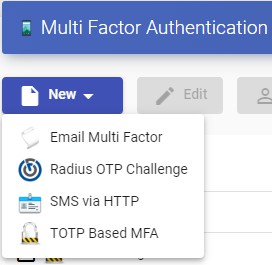 Multi Factor Authentication
New
Edit
Email Multi Factor
Radius OTP Challenge
SMS via HTTP
TOTP Based MFA